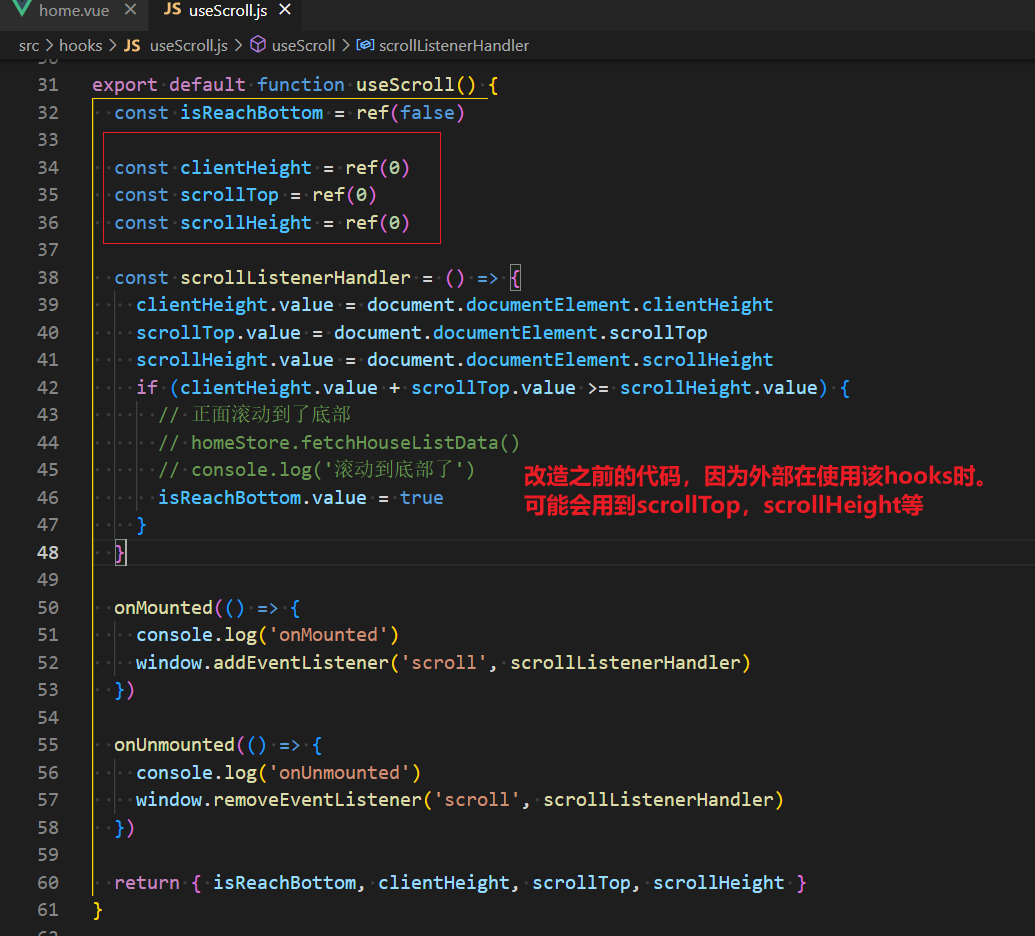 home.vue × JS useScroll.js ×
src > hooks > JS useScroll.js > useScroll > scrollListenerHandler
30
31 export default function useScroll() {
32 const isReachBottom = ref(false)
33
34 const clientHeight = ref(0)
35 const scrollTop = ref(0)
36 const scrollHeight = ref(0)
37
38 const scrollListenerHandler = () => {
39 clientHeight.value = document.documentElement.clientHeight
40 scrollTop.value = document.documentElement.scrollTop
41 scrollHeight.value = document.documentElement.scrollHeight
42 if (clientHeight.value + scrollTop.value >= scrollHeight.value) {
43 // 正面滚动到了底部
44 // homeStore.fetchHouseListData()
45 // console.log('滚动到底部了')
改造之前的代码，因为外部在使用该hooks时。
46 isReachBottom.value = true
可能会用到scrollTop，scrollHeight等
47 }
48 }
49
50 onMounted(() => {
51 console.log('onMounted')
52 window.addEventListener('scroll', scrollListenerHandler)
53 })
54
55 onUnmounted(() => {
56 console.log('onUnmounted')
57 window.removeEventListener('scroll', scrollListenerHandler)
58 })
59
60 return { isReachBottom, clientHeight, scrollTop, scrollHeight }
61 }
62